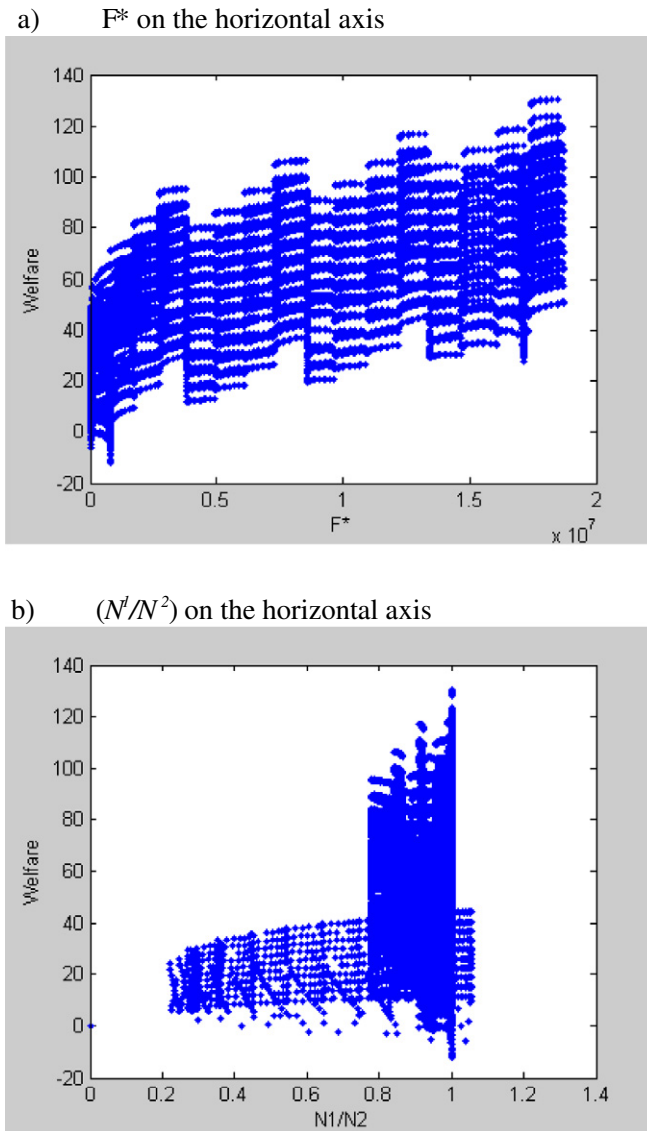 a) F* on the horizontal axis
140
120
100
80
60
40
20
0
-20
Welfare
0 0.5 1 1.5 2
F*
x 10^7
b) (N^1/N^2) on the horizontal axis
140
120
100
80
60
40
20
0
-20
Welfare
0 0.2 0.4 0.6 0.8 1 1.2 1.4
N1/N2